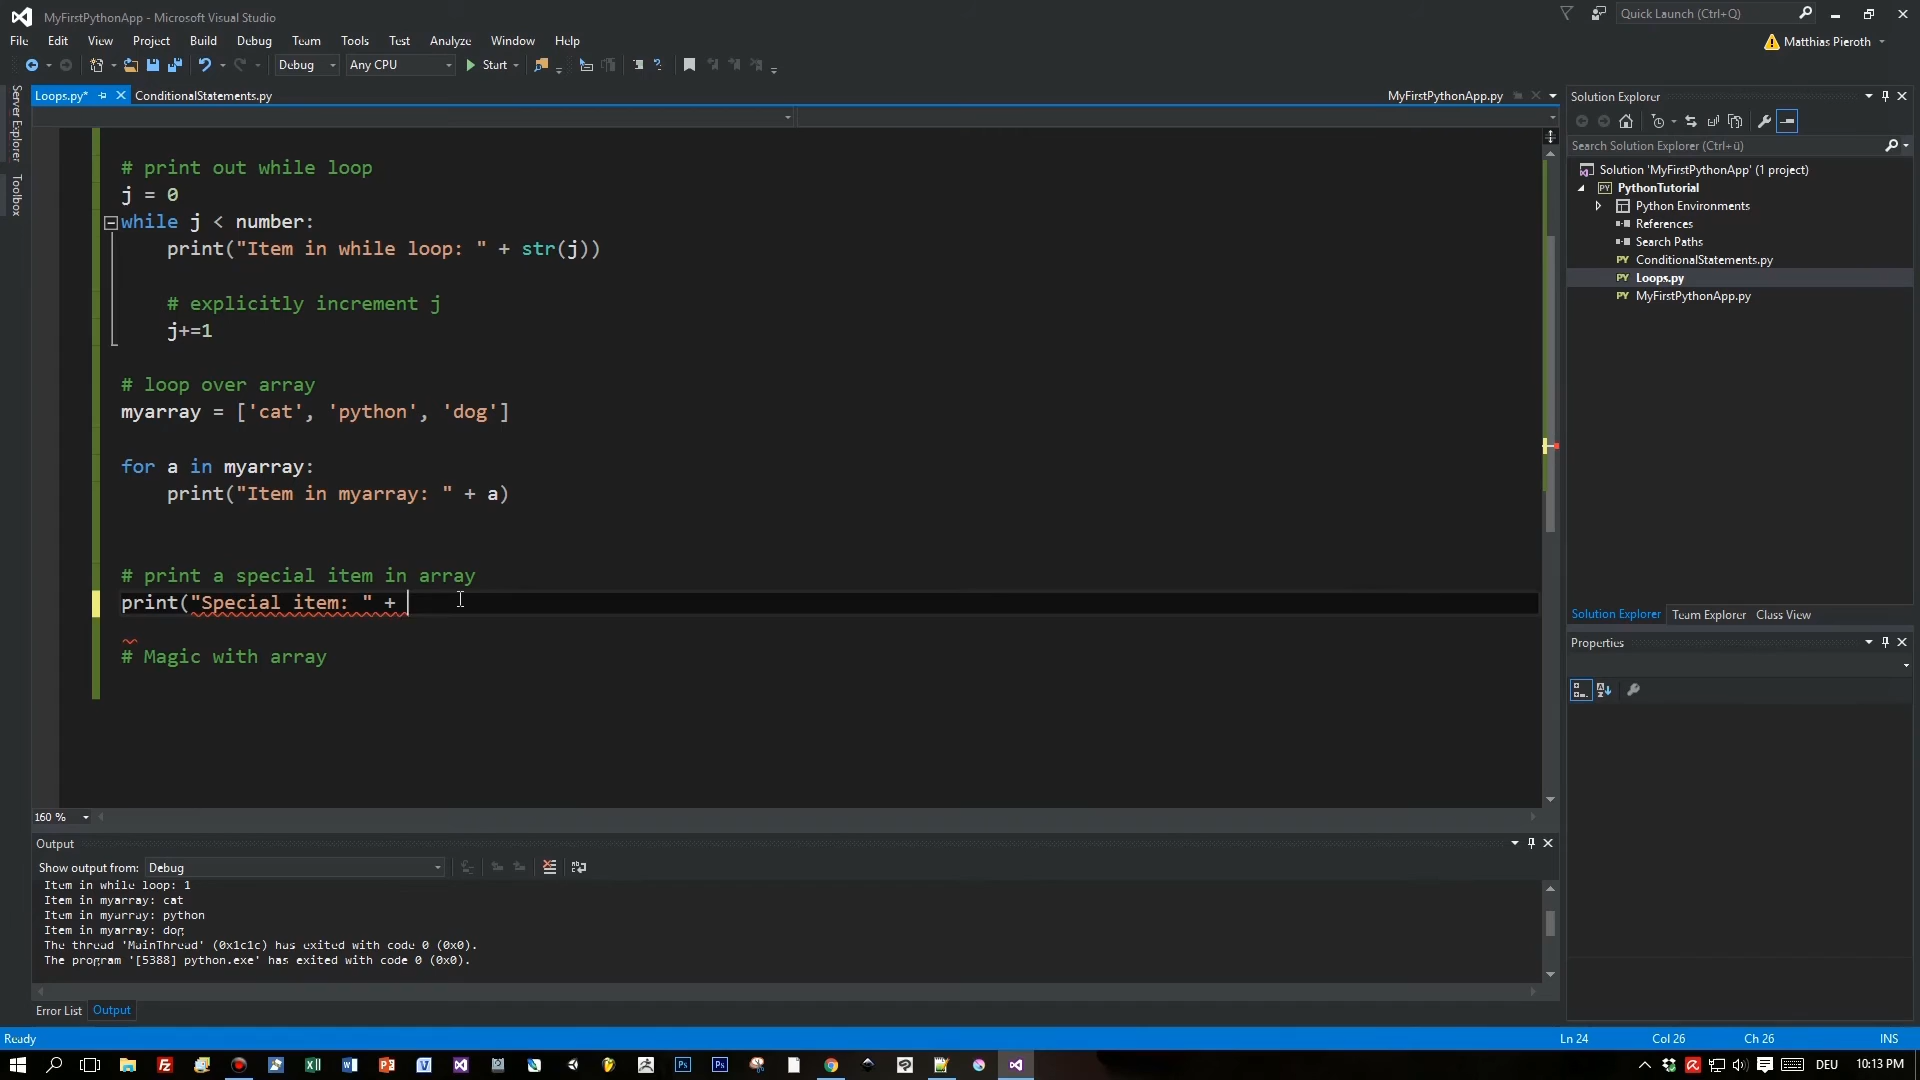 MyFirstPythonApp - Microsoft Visual Studio
Quick Launch (Ctrl+Q)
File Edit View Project Build Debug Team Tools Test Analyze Window Help
Matthias Pieroth
Debug Any CPU Start
Server Explorer
Toolbox
Loops.py* ConditionalStatements.py MyFirstPythonApp.py
# print out while loop
j = 0
while j < number:
print("Item in while loop: " + str(j))
# explicitly increment j
j+=1
# loop over array
myarray = ['cat', 'python', 'dog']
for a in myarray:
print("Item in myarray: " + a)
# print a special item in array
print("Special item: " +
# Magic with array
160 %
Solution Explorer
Search Solution Explorer (Ctrl+ü)
Solution 'MyFirstPythonApp' (1 project)
PY PythonTutorial
Python Environments
References
Search Paths
PY ConditionalStatements.py
PY Loops.py
PY MyFirstPythonApp.py
Solution Explorer Team Explorer Class View
Properties
Output
Show output from: Debug
Item in while loop: 1
Item in myarray: cat
Item in myarray: python
Item in myarray: dog
The thread 'MainThread' (0x1c1c) has exited with code 0 (0x0).
The program '[5388] python.exe' has exited with code 0 (0x0).
Error List Output
Ready Ln 24 Col 26 Ch 26 INS
DEU 10:13 PM